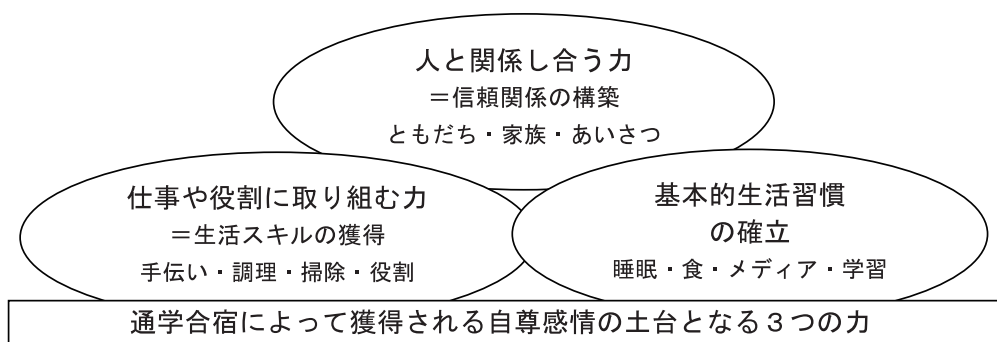 人と関係し合う力
＝信頼関係の構築
ともだち・家族・あいさつ
仕事や役割に取り組む力
＝生活スキルの獲得
手伝い・調理・掃除・役割
基本的生活習慣
の確立
睡眠・食・メディア・学習
通学合宿によって獲得される自尊感情の土台となる３つの力